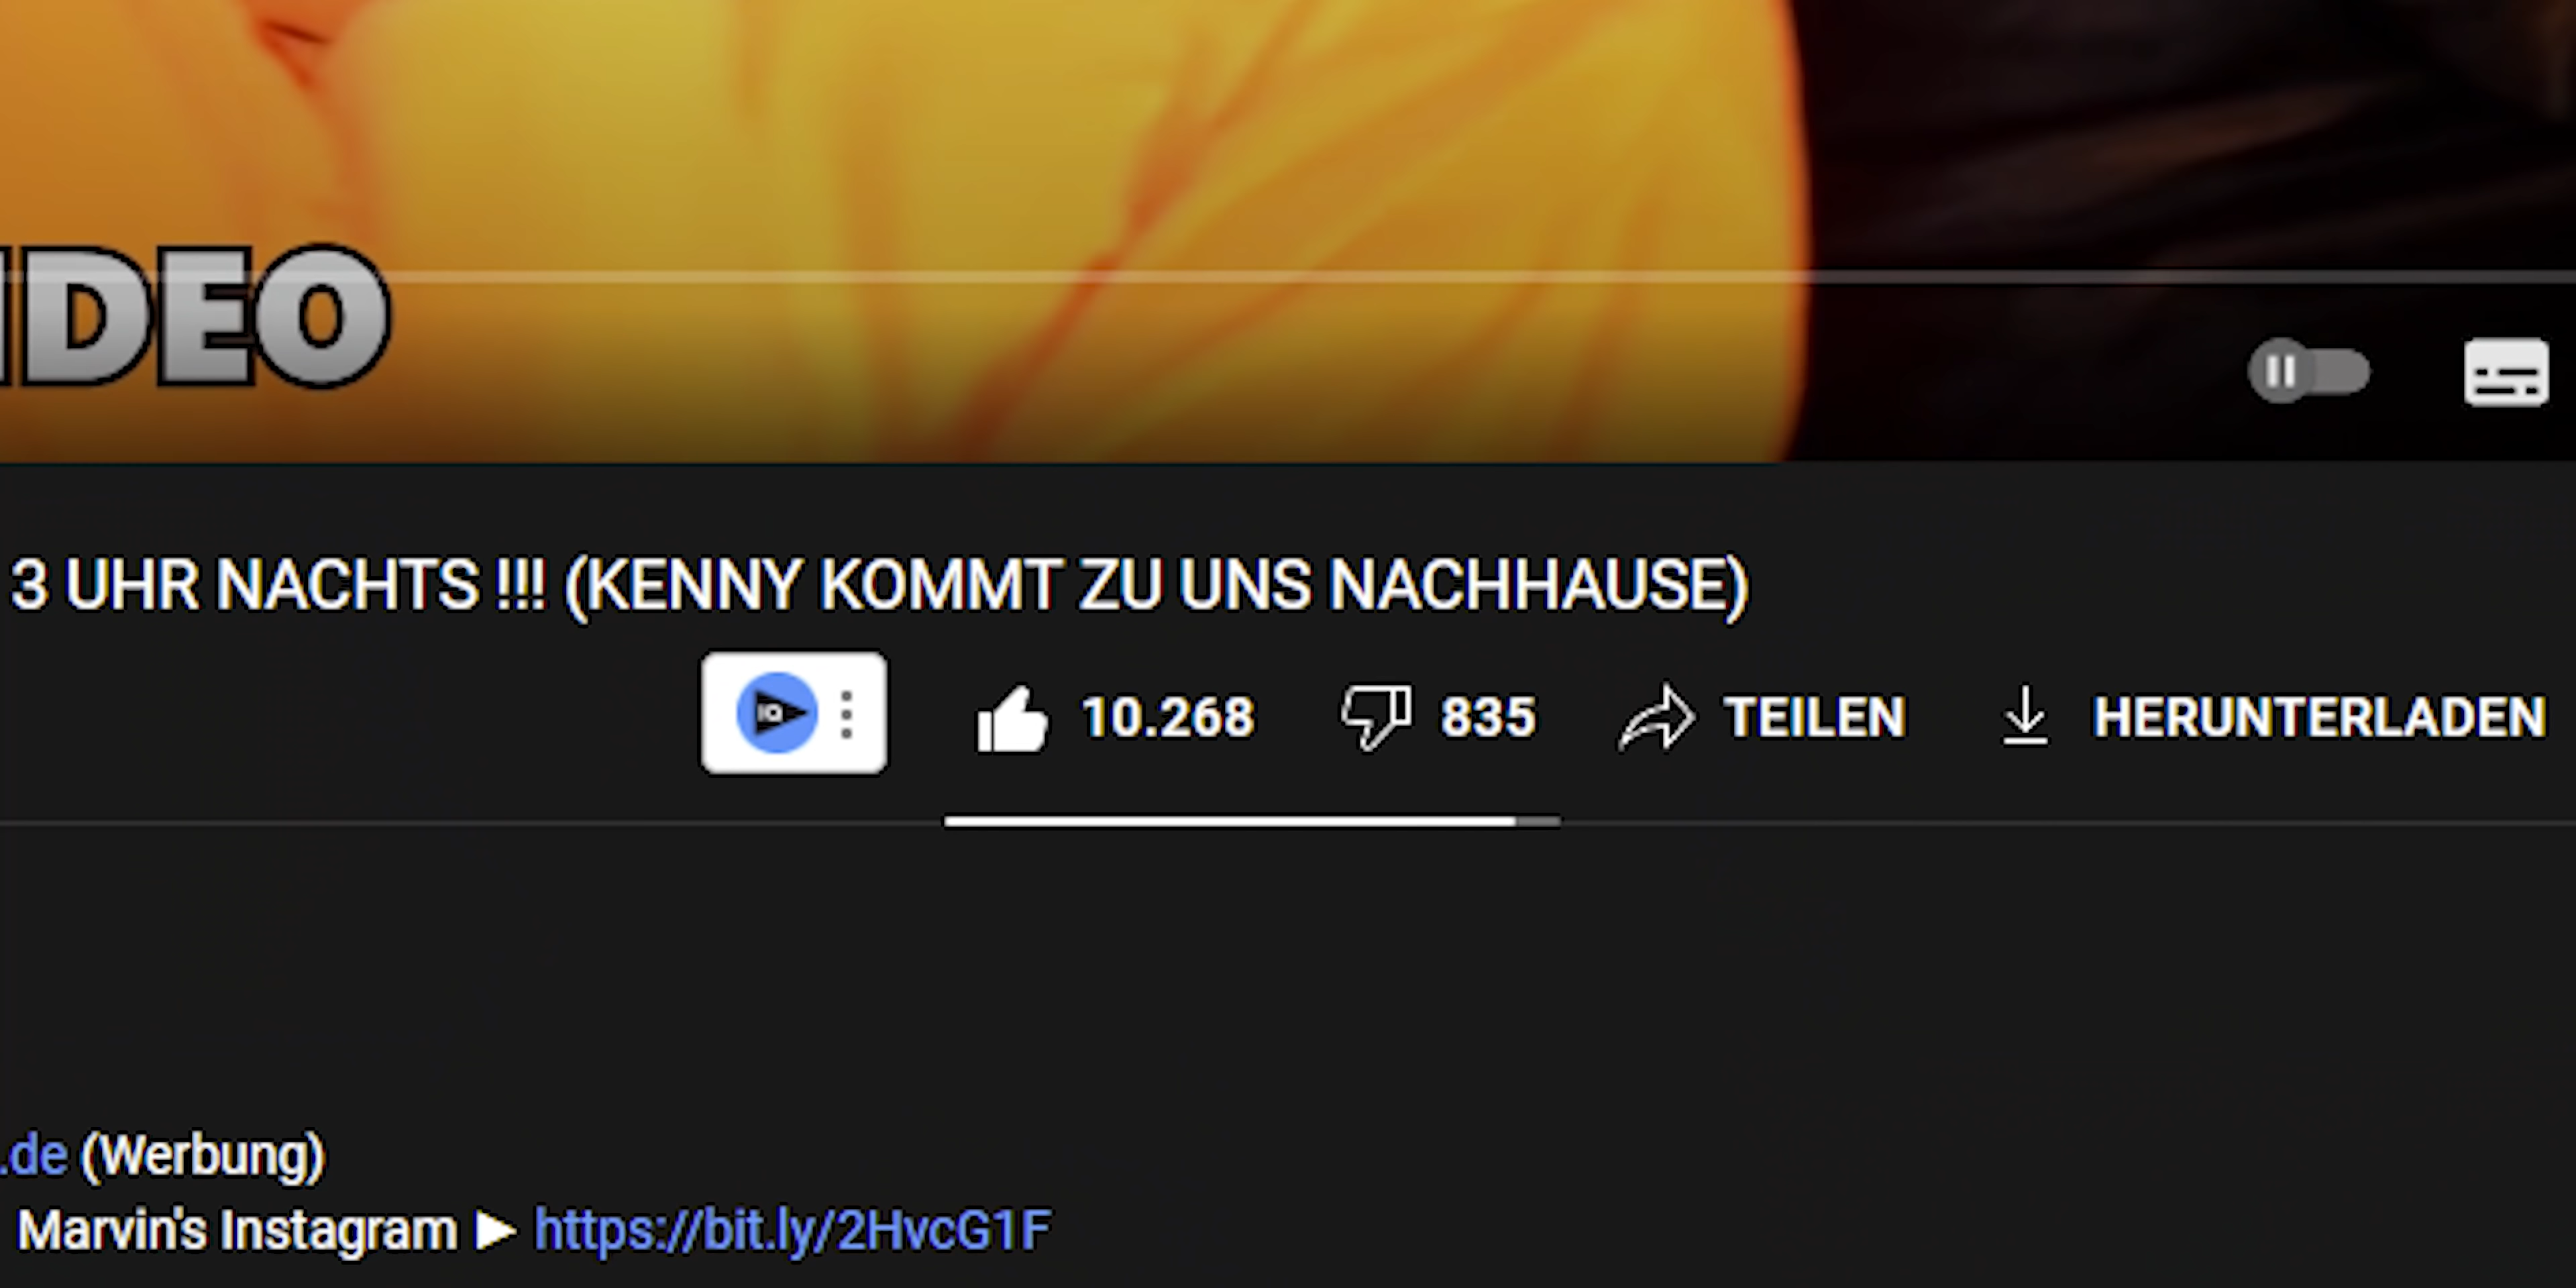 IDEO
3 UHR NACHTS !!! (KENNY KOMMT ZU UNS NACHHAUSE)
IQ 10.268 835 TEILEN HERUNTERLADEN
.de (Werbung)
Marvin's Instagram ▶ https://bit.ly/2HvcG1F